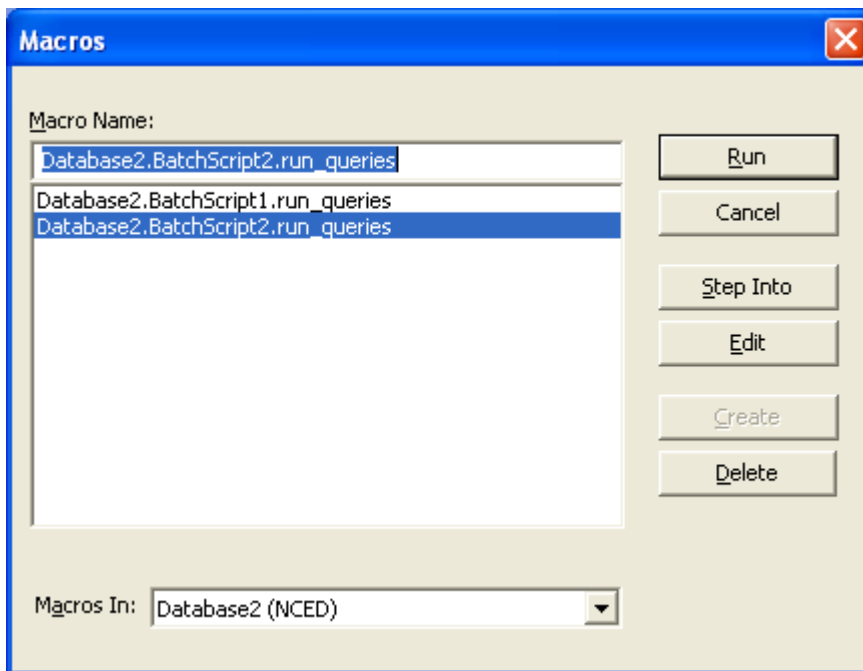 Macros
Macro Name:
Database2.BatchScript2.run_queries
Database2.BatchScript1.run_queries
Database2.BatchScript2.run_queries
Run
Cancel
Step Into
Edit
Create
Delete
Macros In:
Database2 (NCED)